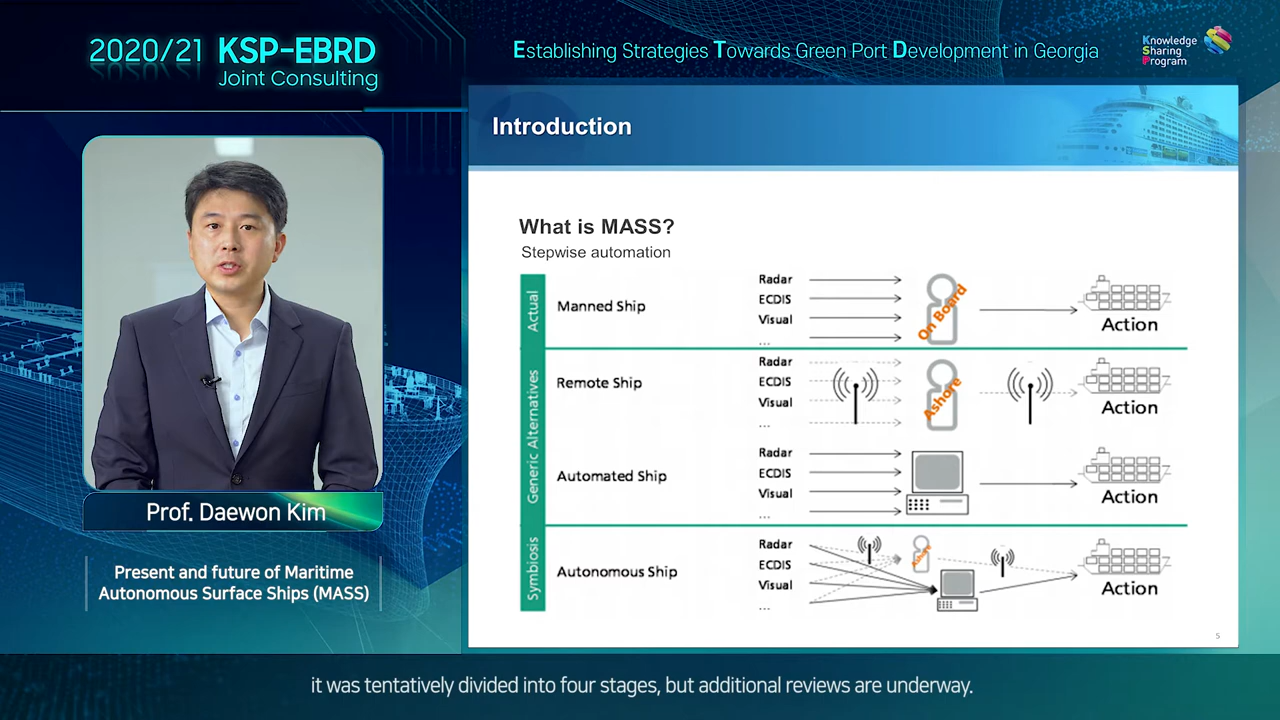 2020/21 KSP-EBRD
Joint Consulting
Establishing Strategies Towards Green Port Development in Georgia
Knowledge
Sharing
Program
Introduction
What is MASS?
Stepwise automation
Actual
Manned Ship
Radar
ECDIS
Visual
...
On Board
Action
Generic Alternatives
Remote Ship
Radar
ECDIS
Visual
...
Ashore
Action
Automated Ship
Radar
ECDIS
Visual
...
Action
Symbiosis
Autonomous Ship
Radar
ECDIS
Visual
...
Action
5
Prof. Daewon Kim
Present and future of Maritime
Autonomous Surface Ships (MASS)
it was tentatively divided into four stages, but additional reviews are underway.